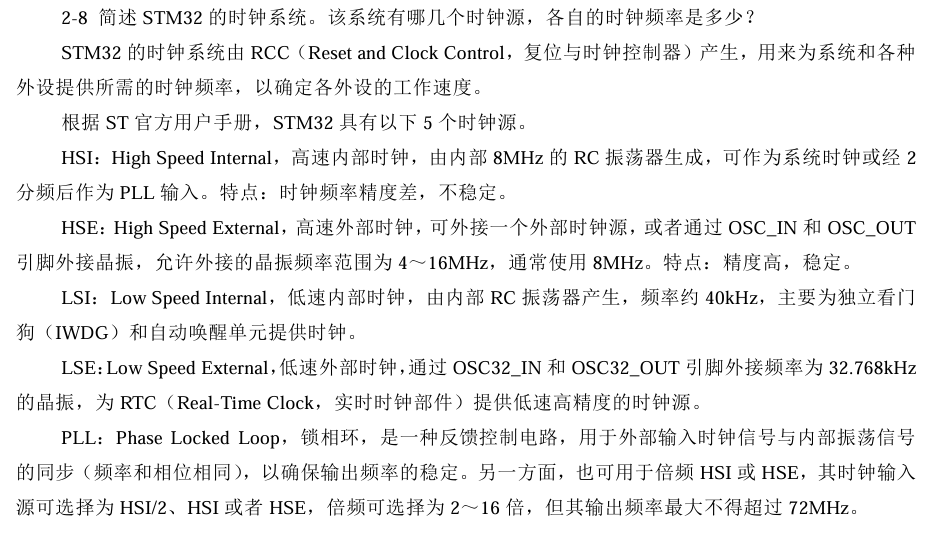 2-8 简述 STM32 的时钟系统。该系统有哪几个时钟源，各自的时钟频率是多少？
STM32 的时钟系统由 RCC（Reset and Clock Control，复位与时钟控制器）产生，用来为系统和各种
外设提供所需的时钟频率，以确定各外设的工作速度。
根据 ST 官方用户手册，STM32 具有以下 5 个时钟源。
HSI：High Speed Internal，高速内部时钟，由内部 8MHz 的 RC 振荡器生成，可作为系统时钟或经 2
分频后作为 PLL 输入。特点：时钟频率精度差，不稳定。
HSE：High Speed External，高速外部时钟，可外接一个外部时钟源，或者通过 OSC_IN 和 OSC_OUT
引脚外接晶振，允许外接的晶振频率范围为 4～16MHz，通常使用 8MHz。特点：精度高，稳定。
LSI：Low Speed Internal，低速内部时钟，由内部 RC 振荡器产生，频率约 40kHz，主要为独立看门
狗（IWDG）和自动唤醒单元提供时钟。
LSE：Low Speed External，低速外部时钟，通过 OSC32_IN 和 OSC32_OUT 引脚外接频率为 32.768kHz
的晶振，为 RTC（Real-Time Clock，实时时钟部件）提供低速高精度的时钟源。
PLL：Phase Locked Loop，锁相环，是一种反馈控制电路，用于外部输入时钟信号与内部振荡信号
的同步（频率和相位相同），以确保输出频率的稳定。另一方面，也可用于倍频 HSI 或 HSE，其时钟输入
源可选择为 HSI/2、HSI 或者 HSE，倍频可选择为 2～16 倍，但其输出频率最大不得超过 72MHz。